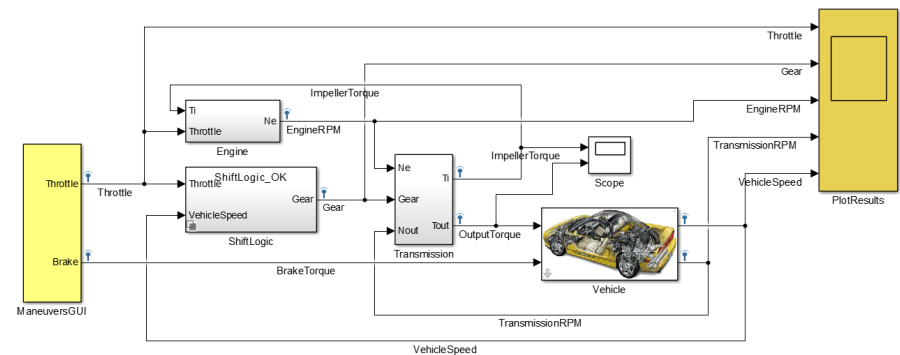 Throttle
Gear
ImpellerTorque
Ti
Ne
EngineRPM
EngineRPM
Throttle
Engine
TransmissionRPM
Ne
Ti
ImpellerTorque
Scope
Throttle
Throttle
ShiftLogic_OK
Throttle
VehicleSpeed
Gear
Gear
ShiftLogic
Gear
Nout
Tout
OutputTorque
Transmission
VehicleSpeed
PlotResults
Brake
BrakeTorque
Vehicle
ManeuversGUI
TransmissionRPM
VehicleSpeed